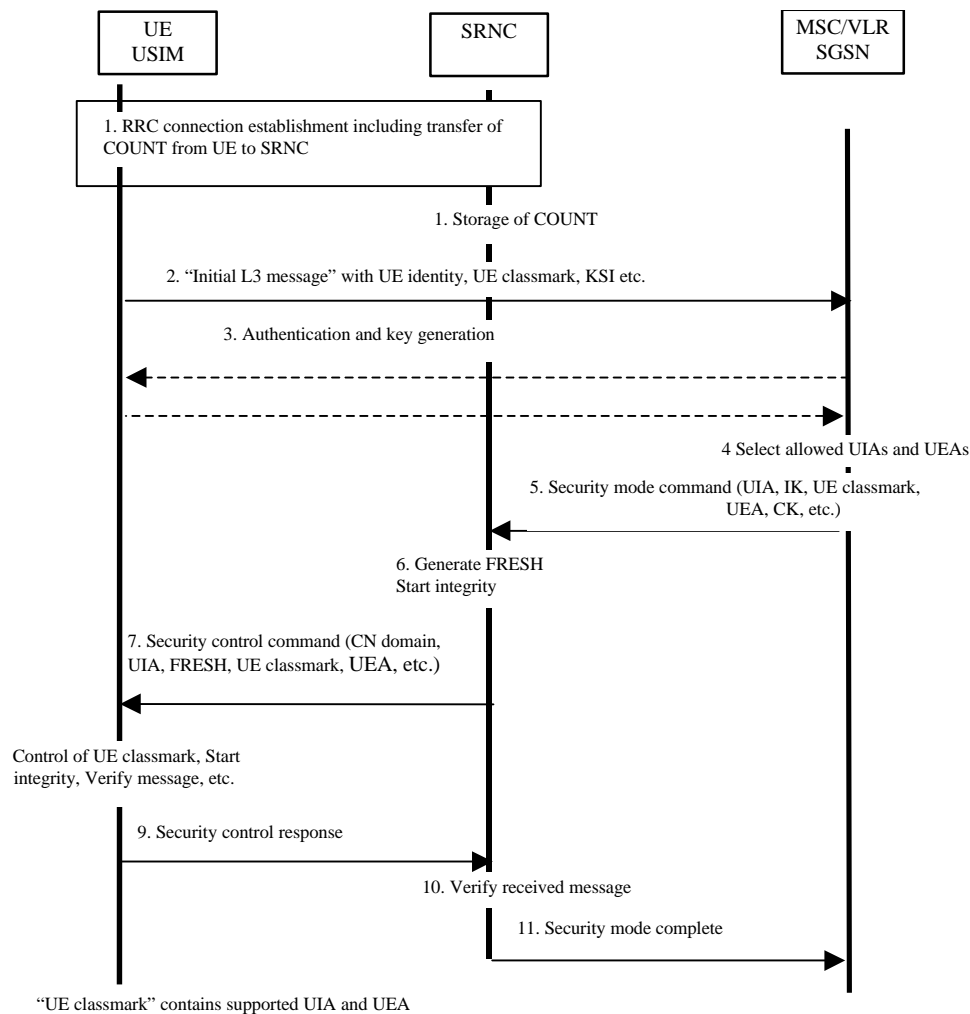 UE
USIM
SRNC
MSC/VLR
SGSN
1. RRC connection establishment including transfer of
COUNT from UE to SRNC
1. Storage of COUNT
2. “Initial L3 message” with UE identity, UE classmark, KSI etc.
3. Authentication and key generation
4 Select allowed UIAs and UEAs
5. Security mode command (UIA, IK, UE classmark,
UEA, CK, etc.)
6. Generate FRESH
Start integrity
7. Security control command (CN domain,
UIA, FRESH, UE classmark, UEA, etc.)
Control of UE classmark, Start
integrity, Verify message, etc.
9. Security control response
10. Verify received message
11. Security mode complete
“UE classmark” contains supported UIA and UEA